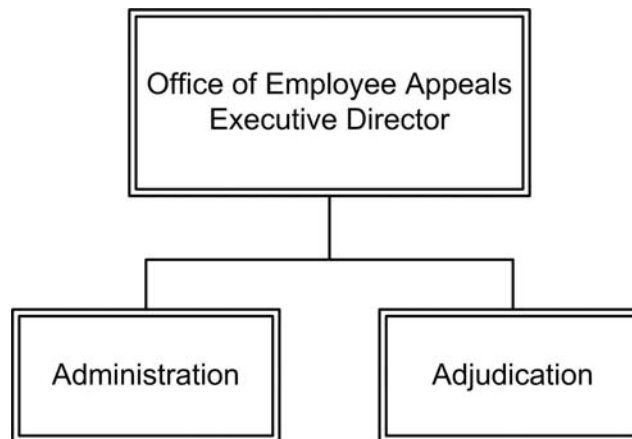 Office of Employee Appeals
Executive Director
Administration
Adjudication